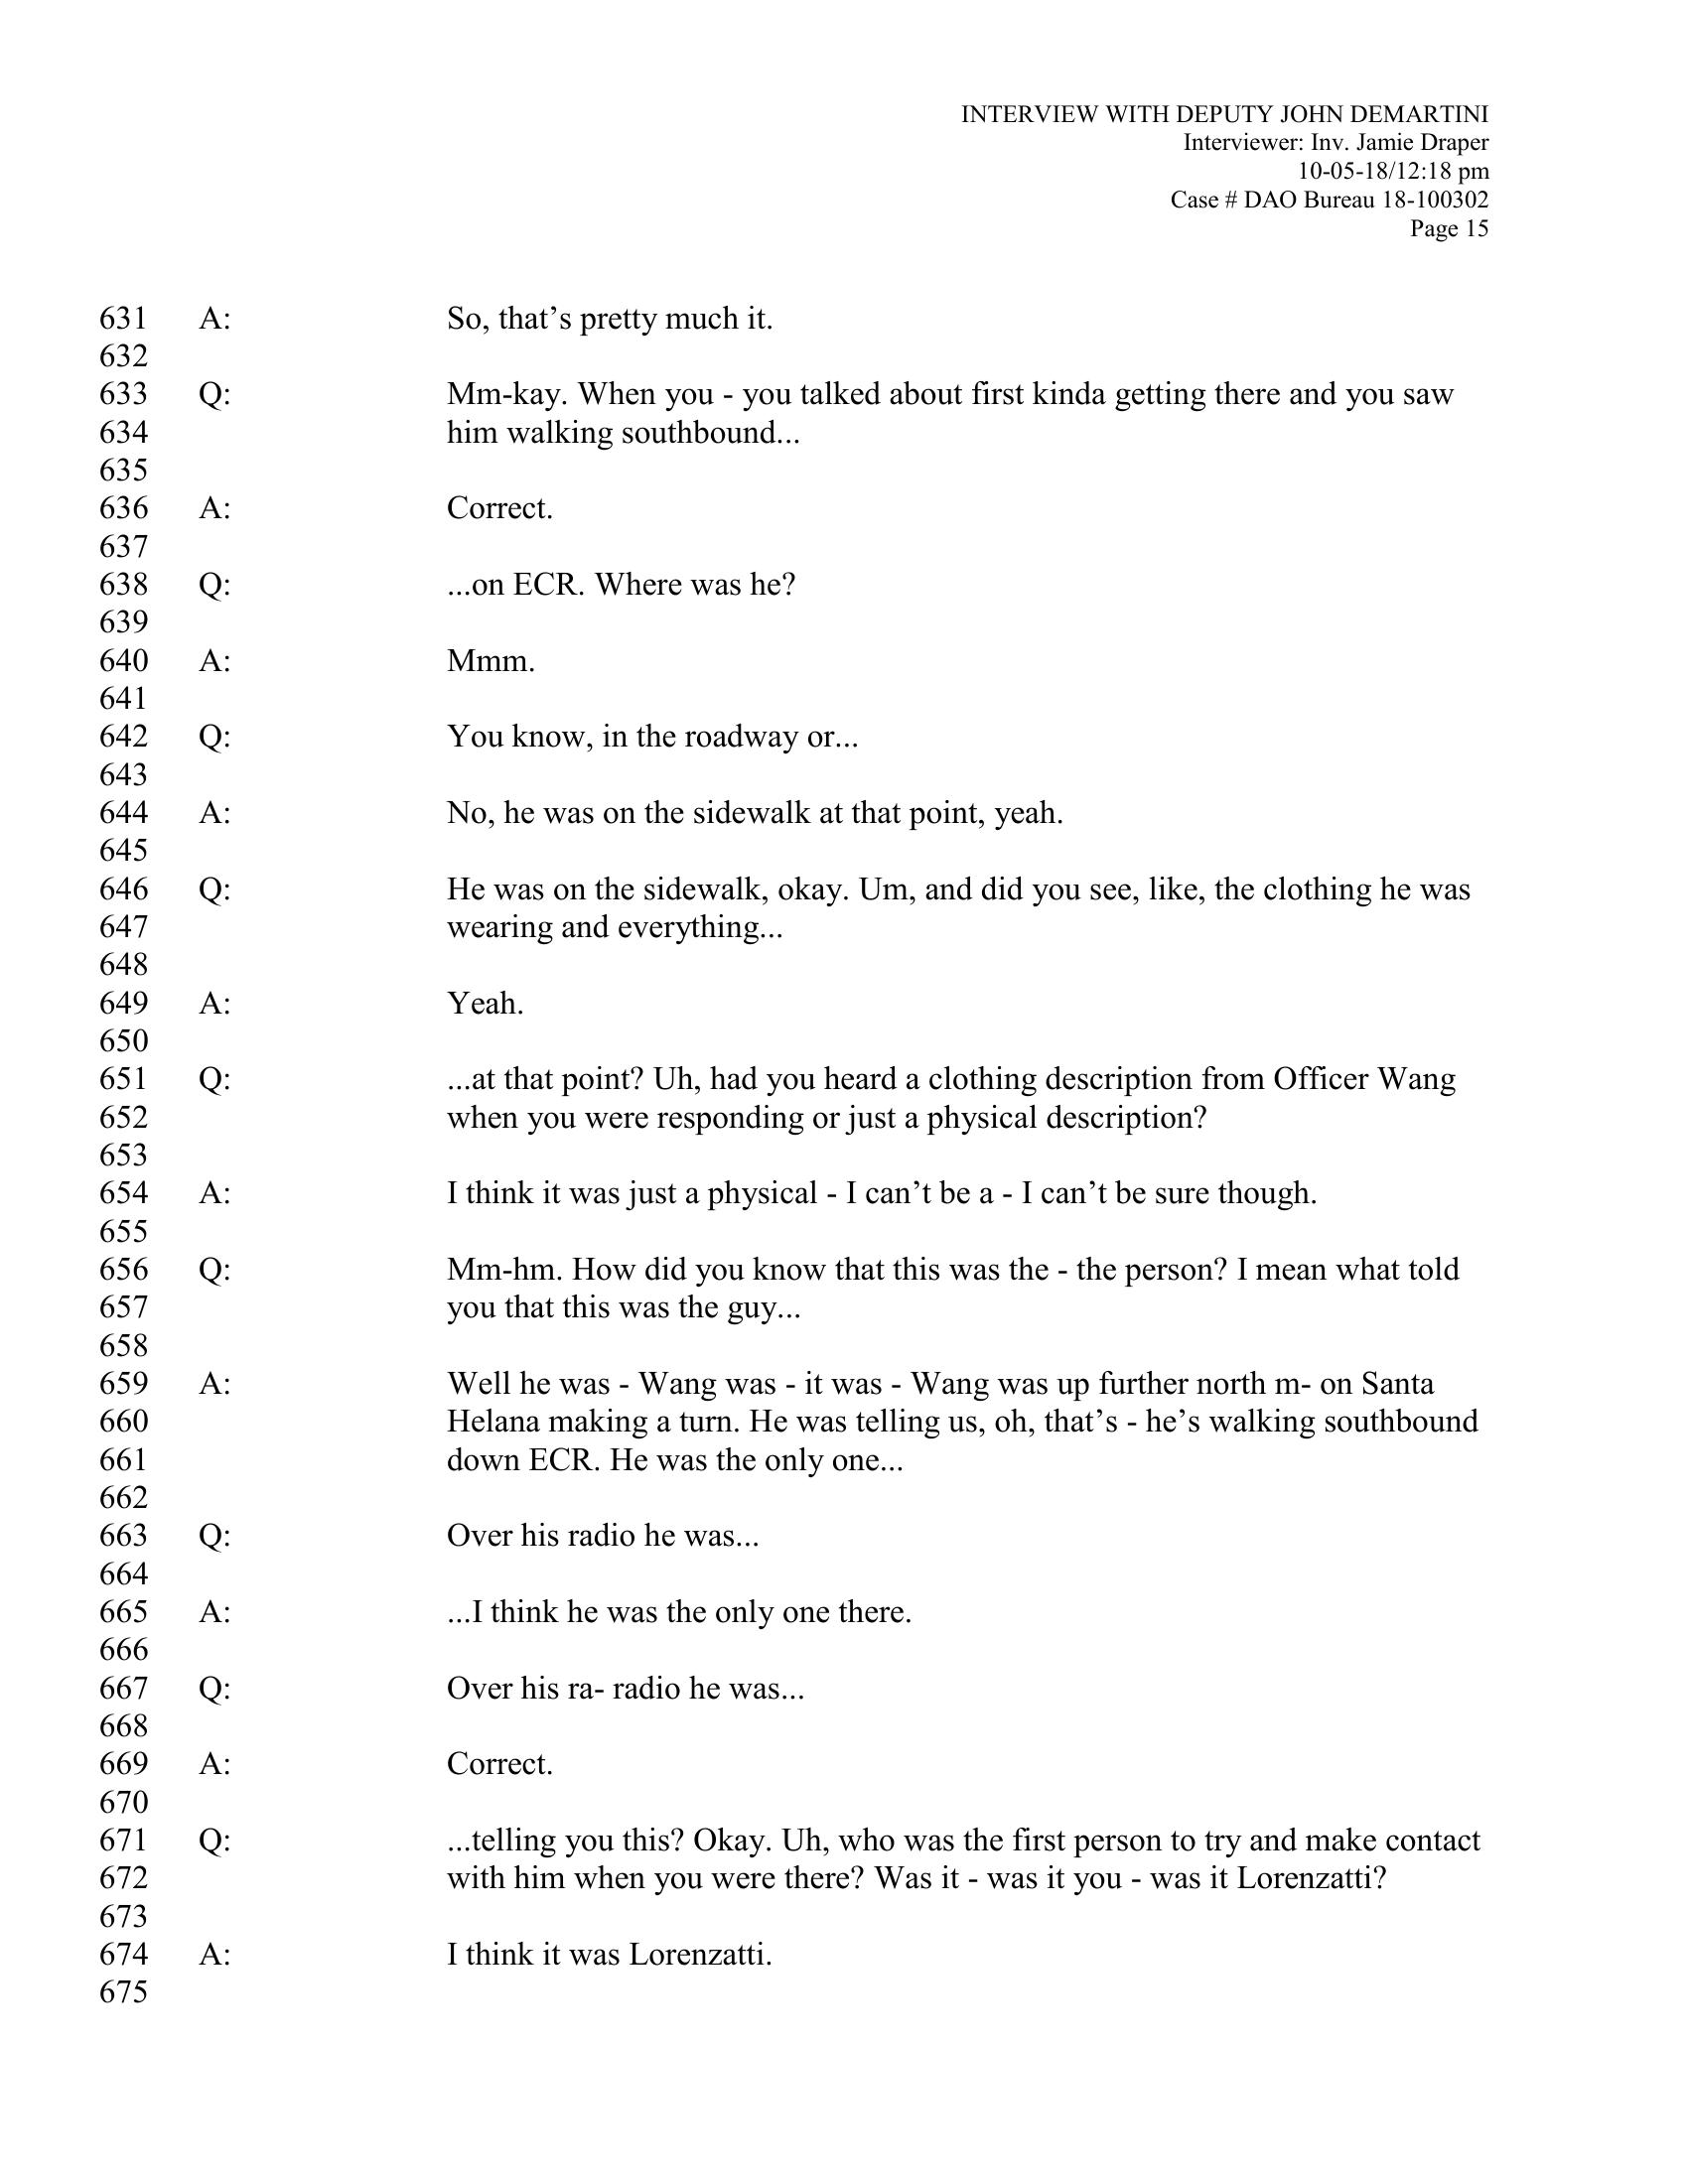 INTERVIEW WITH DEPUTY JOHN DEMARTINI
Interviewer: Inv. Jamie Draper
10-05-18/12:18 pm
Case # DAO Bureau 18-100302
Page 15
631 A: So, that’s pretty much it.
632
633 Q: Mm-kay. When you - you talked about first kinda getting there and you saw
634 him walking southbound...
635
636 A: Correct.
637
638 Q: ...on ECR. Where was he?
639
640 A: Mmm.
641
642 Q: You know, in the roadway or...
643
644 A: No, he was on the sidewalk at that point, yeah.
645
646 Q: He was on the sidewalk, okay. Um, and did you see, like, the clothing he was
647 wearing and everything...
648
649 A: Yeah.
650
651 Q: ...at that point? Uh, had you heard a clothing description from Officer Wang
652 when you were responding or just a physical description?
653
654 A: I think it was just a physical - I can’t be a - I can’t be sure though.
655
656 Q: Mm-hm. How did you know that this was the - the person? I mean what told
657 you that this was the guy...
658
659 A: Well he was - Wang was - it was - Wang was up further north m- on Santa
660 Helana making a turn. He was telling us, oh, that’s - he’s walking southbound
661 down ECR. He was the only one...
662
663 Q: Over his radio he was...
664
665 A: ...I think he was the only one there.
666
667 Q: Over his ra- radio he was...
668
669 A: Correct.
670
671 Q: ...telling you this? Okay. Uh, who was the first person to try and make contact
672 with him when you were there? Was it - was it you - was it Lorenzatti?
673
674 A: I think it was Lorenzatti.
675